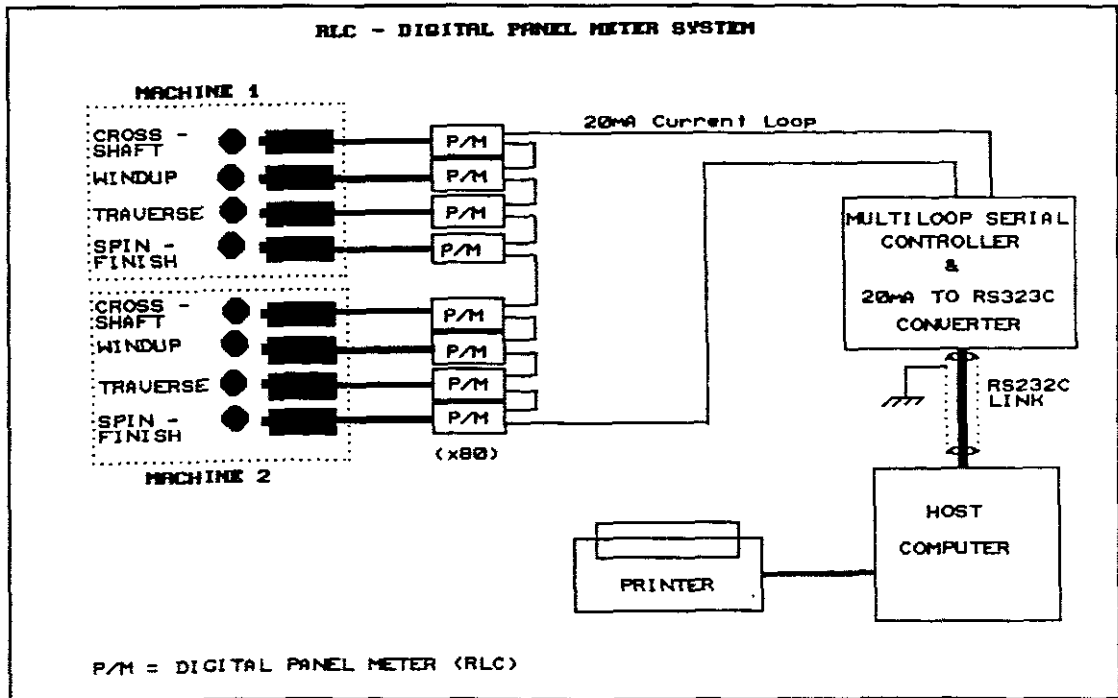 RLC - DIGITAL PANEL METER SYSTEM
MACHINE 1
CROSS -
SHAFT
WINDUP
TRAVERSE
SPIN -
FINISH
P/M
P/M
P/M
P/M
20mA Current Loop
MULTILOOP SERIAL
CONTROLLER
&
20mA TO RS323C
CONVERTER
CROSS -
SHAFT
WINDUP
TRAVERSE
SPIN -
FINISH
P/M
P/M
P/M
P/M
(x80)
MACHINE 2
RS232C
LINK
HOST
COMPUTER
PRINTER
P/M = DIGITAL PANEL METER (RLC)